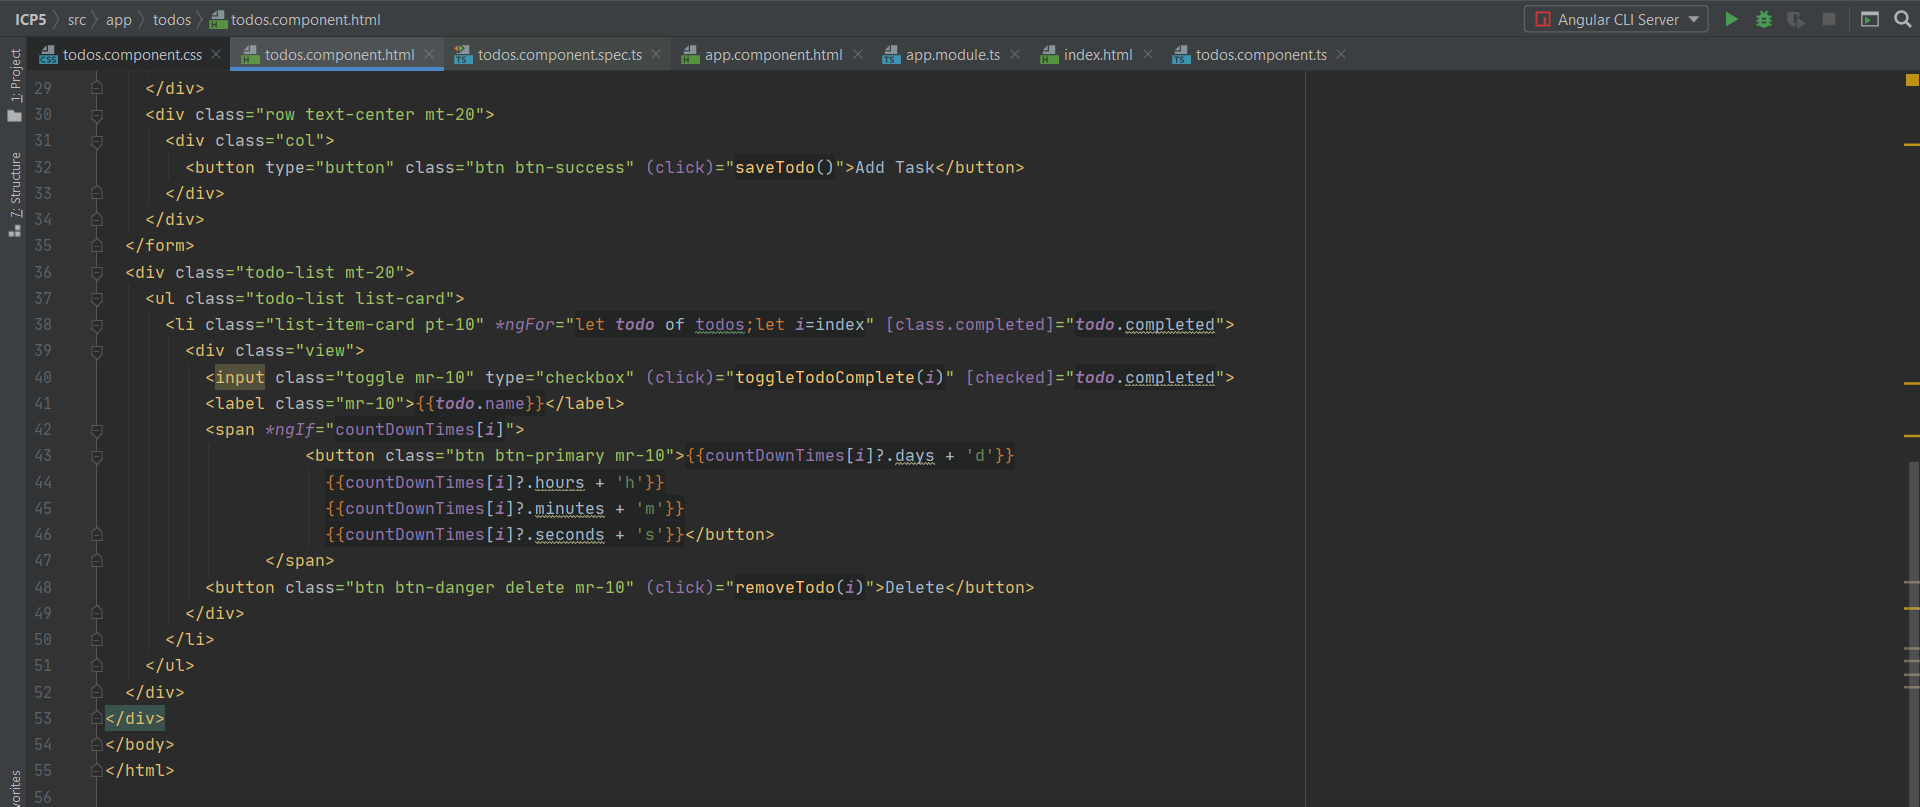 ICP5 src app todos todos.component.html Angular CLI Server
todos.component.css todos.component.html todos.component.spec.ts app.component.html app.module.ts index.html todos.component.ts
1: Project
7: Structure
29 </div>
30 <div class="row text-center mt-20">
31 <div class="col">
32 <button type="button" class="btn btn-success" (click)="saveTodo()">Add Task</button>
33 </div>
34 </div>
35 </form>
36 <div class="todo-list mt-20">
37 <ul class="todo-list list-card">
38 <li class="list-item-card pt-10" *ngFor="let todo of todos;let i=index" [class.completed]="todo.completed">
39 <div class="view">
40 <input class="toggle mr-10" type="checkbox" (click)="toggleTodoComplete(i)" [checked]="todo.completed">
41 <label class="mr-10">{{todo.name}}</label>
42 <span *ngIf="countDownTimes[i]">
43 <button class="btn btn-primary mr-10">{{countDownTimes[i]?.days + 'd'}}
44 {{countDownTimes[i]?.hours + 'h'}}
45 {{countDownTimes[i]?.minutes + 'm'}}
46 {{countDownTimes[i]?.seconds + 's'}}</button>
47 </span>
48 <button class="btn btn-danger delete mr-10" (click)="removeTodo(i)">Delete</button>
49 </div>
50 </li>
51 </ul>
52 </div>
53 </div>
54 </body>
55 </html>
56
vorites